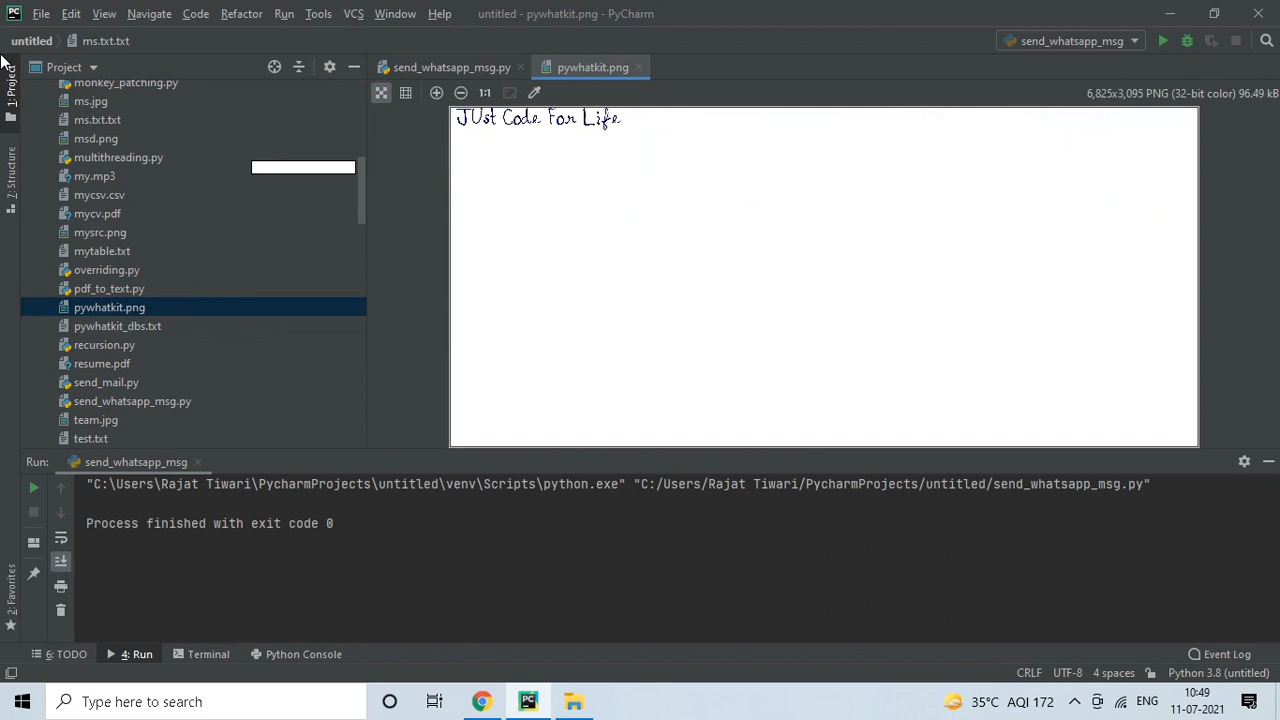 File Edit View Navigate Code Refactor Run Tools VCS Window Help untitled - pywhatkit.png - PyCharm
untitled ms.txt.txt send_whatsapp_msg
1: Project
7: Structure
2: Favorites
Project
monkey_patching.py
ms.jpg
ms.txt.txt
msd.png
multithreading.py
my.mp3
mycsv.csv
mycv.pdf
mysrc.png
mytable.txt
overriding.py
pdf_to_text.py
pywhatkit.png
pywhatkit_dbs.txt
recursion.py
resume.pdf
send_mail.py
send_whatsapp_msg.py
team.jpg
test.txt
send_whatsapp_msg.py pywhatkit.png
1:1 6,825x3,095 PNG (32-bit color) 96.49 kB
JUst Code For Life
Run: send_whatsapp_msg
"C:\Users\Rajat Tiwari\PycharmProjects\untitled\venv\Scripts\python.exe" "C:/Users/Rajat Tiwari/PycharmProjects/untitled/send_whatsapp_msg.py"
Process finished with exit code 0
6: TODO 4: Run Terminal Python Console Event Log
CRLF UTF-8 4 spaces Python 3.8 (untitled)
Type here to search 35°C AQI 172 ENG 10:49
11-07-2021